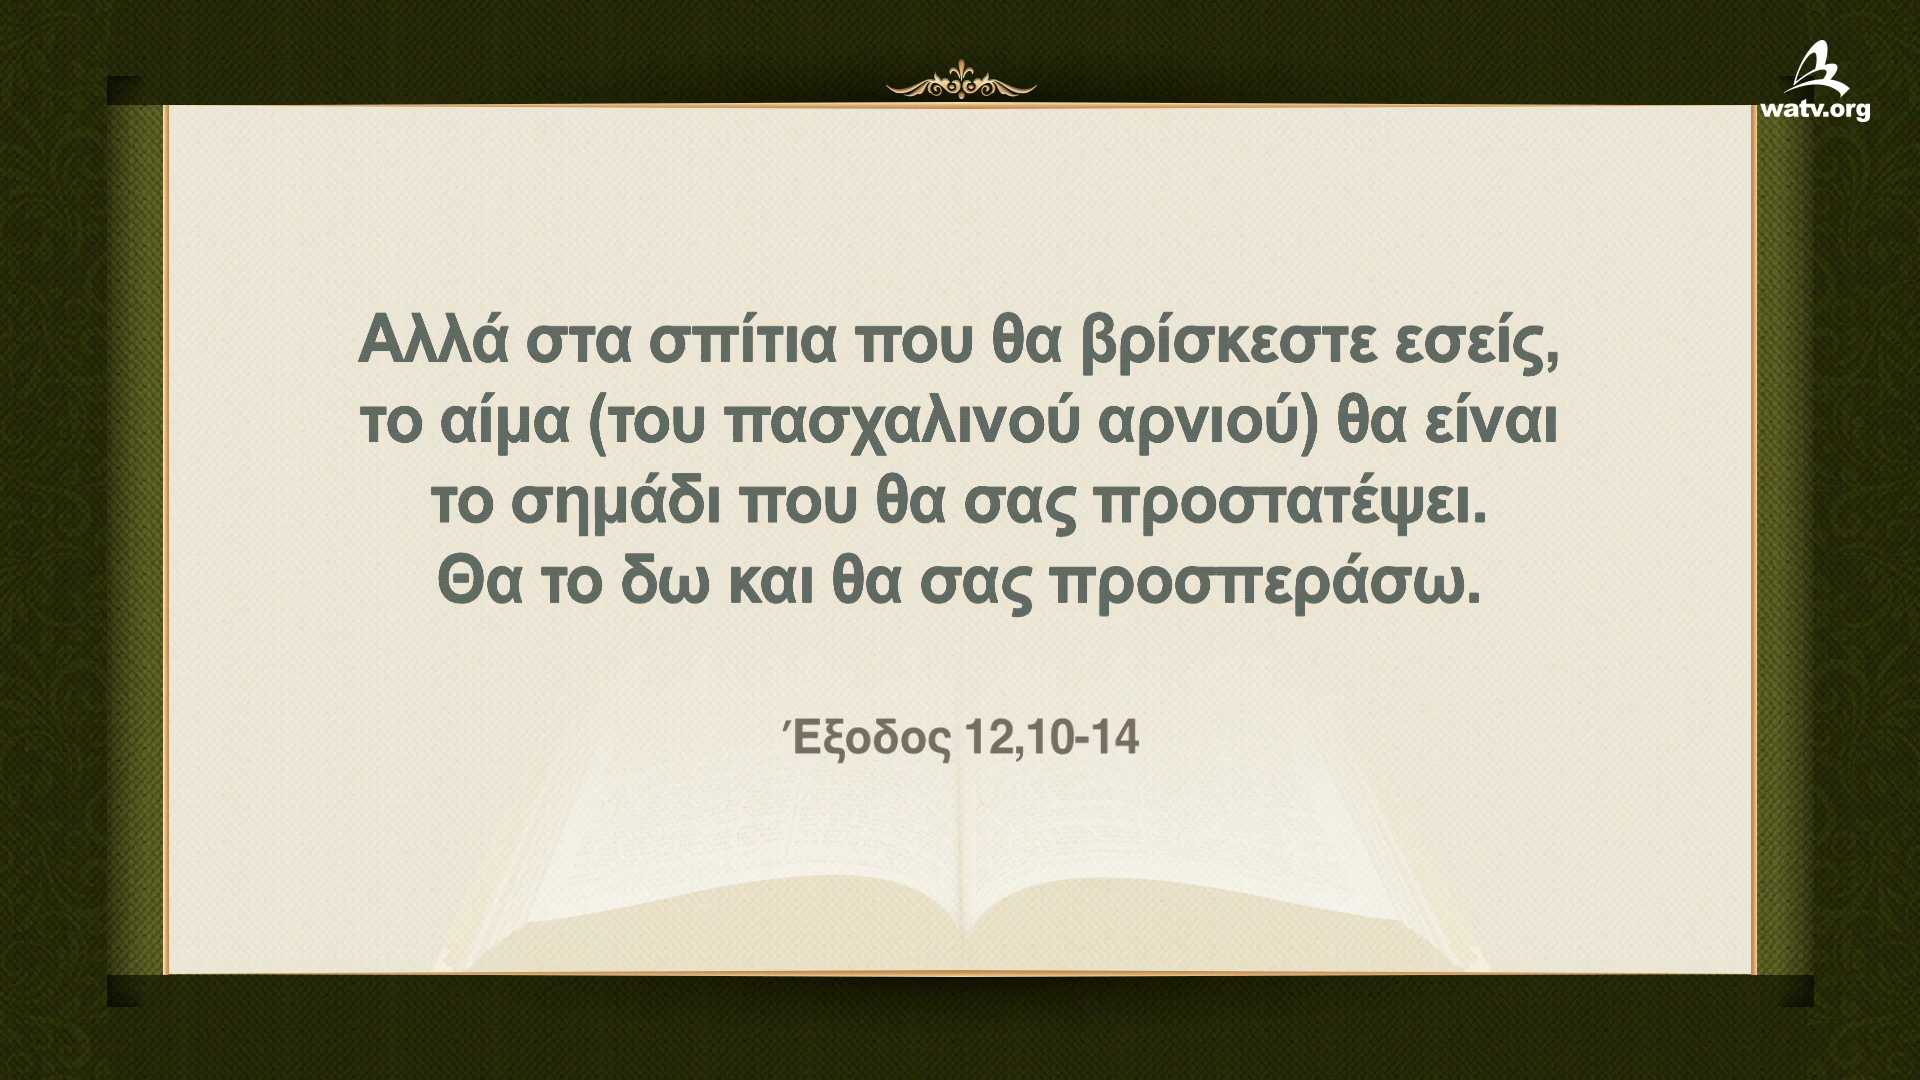 watv.org
Αλλά στα σπίτια που θα βρίσκεστε εσείς,
το αίμα (του πασχαλινού αρνιού) θα είναι
το σημάδι που θα σας προστατέψει.
Θα το δω και θα σας προσπεράσω.
Έξοδος 12,10-14